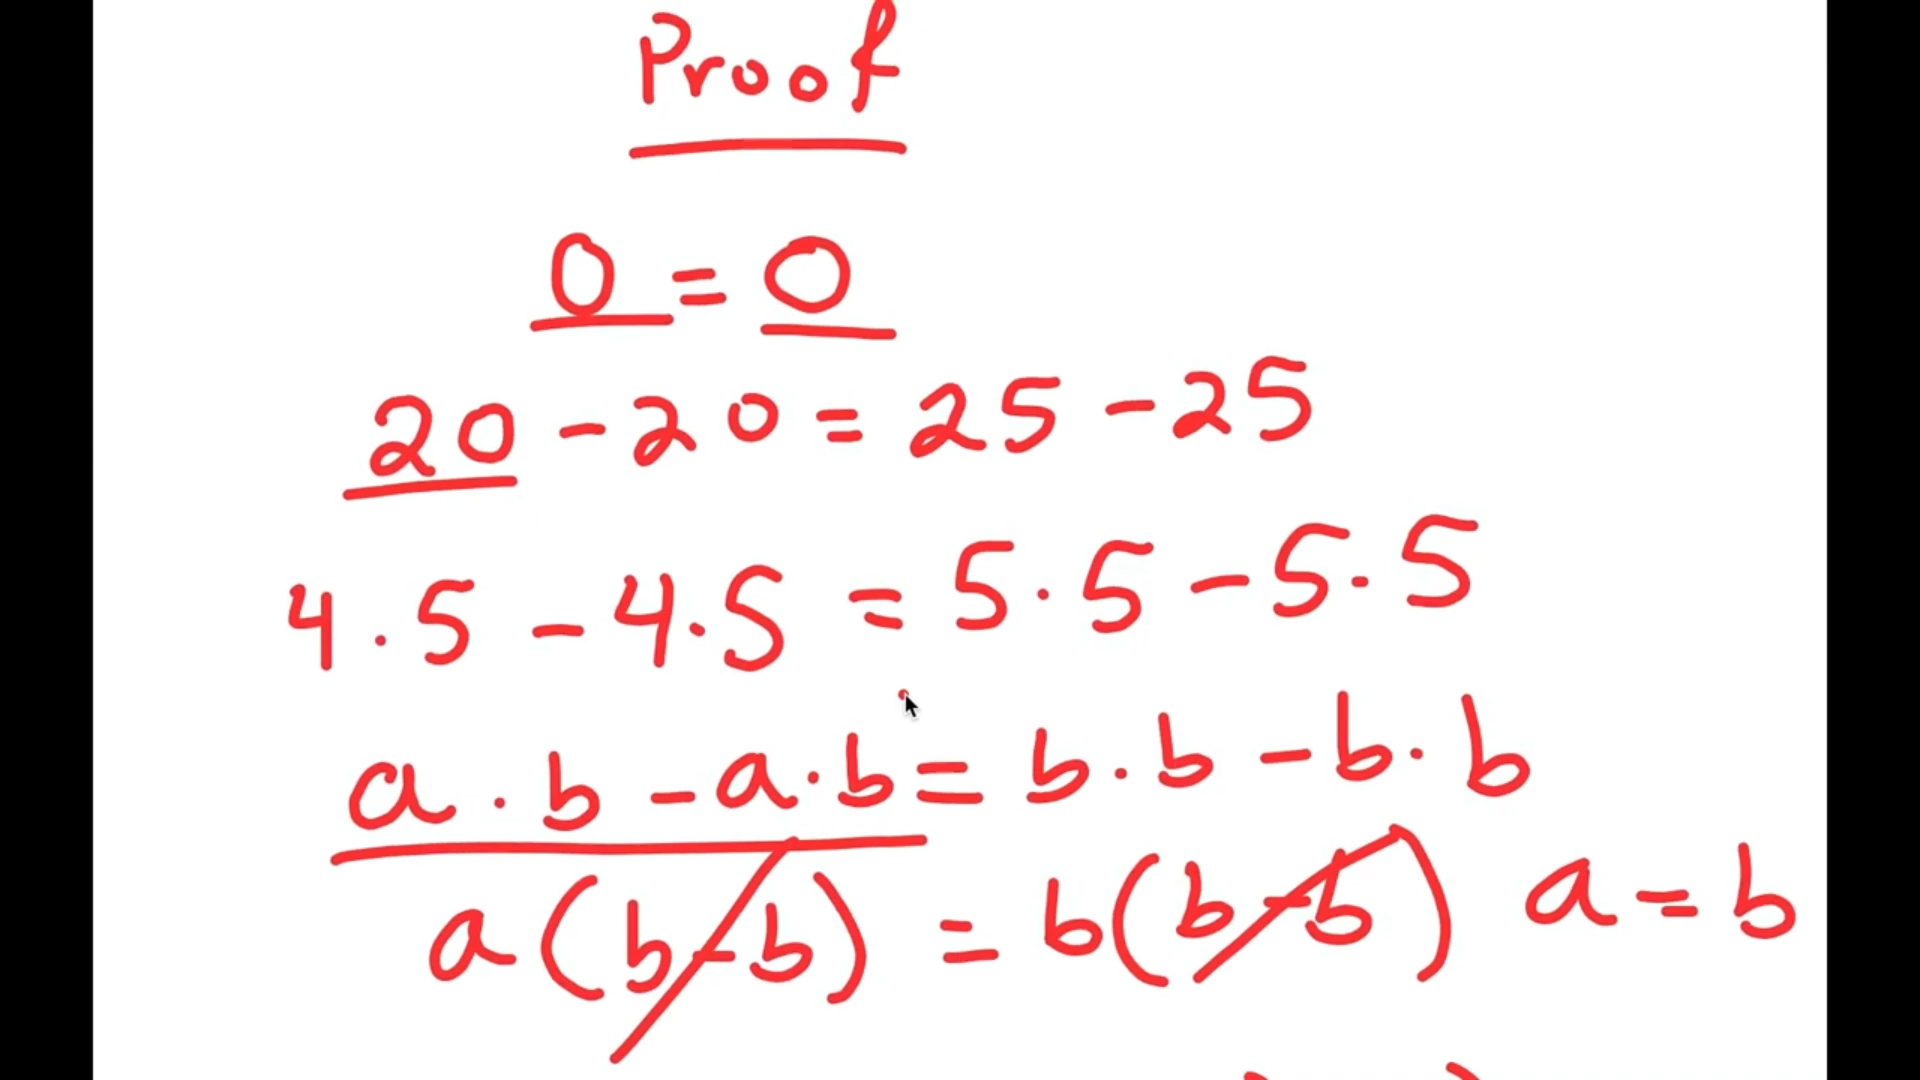 Proof
0 = 0
20 - 20 = 25 - 25
4 . 5 - 4 . 5 = 5 . 5 - 5 . 5
a . b - a . b = b . b - b . b
a ( b - b ) = b ( b - b ) a = b